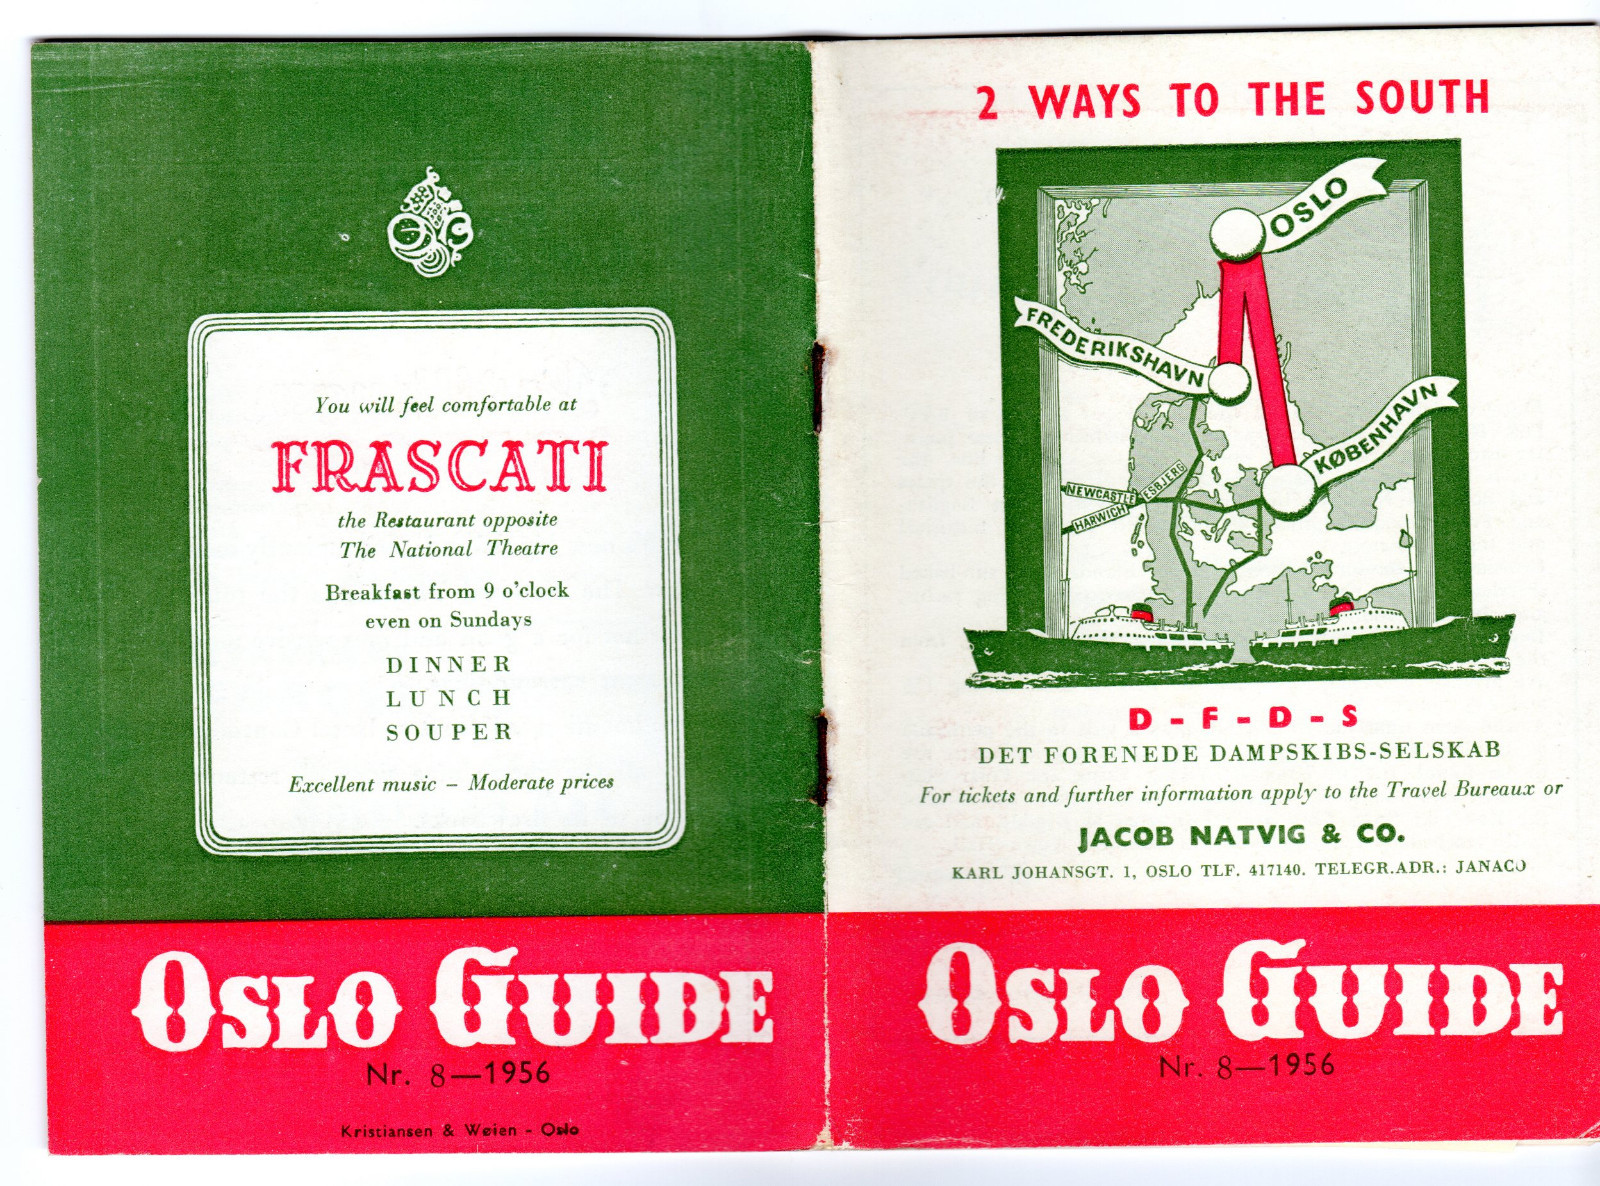 You will feel comfortable at
FRASCATI
the Restaurant opposite
The National Theatre
Breakfast from 9 o'clock
even on Sundays
DINNER
LUNCH
SOUPER
Excellent music – Moderate prices
OSLO GUIDE
Nr. 8—1956
Kristiansen & Wøien - Oslo
2 WAYS TO THE SOUTH
OSLO
FREDERIKSHAVN
KØBENHAVN
NEWCASTLE
ESBJERG
HARWICH
D-F-D-S
DET FORENEDE DAMPSKIBS-SELSKAB
For tickets and further information apply to the Travel Bureaux or
JACOB NATVIG & CO.
KARL JOHANSGT. 1, OSLO TLF. 417140. TELEGR.ADR.: JANACO
OSLO GUIDE
Nr. 8—1956